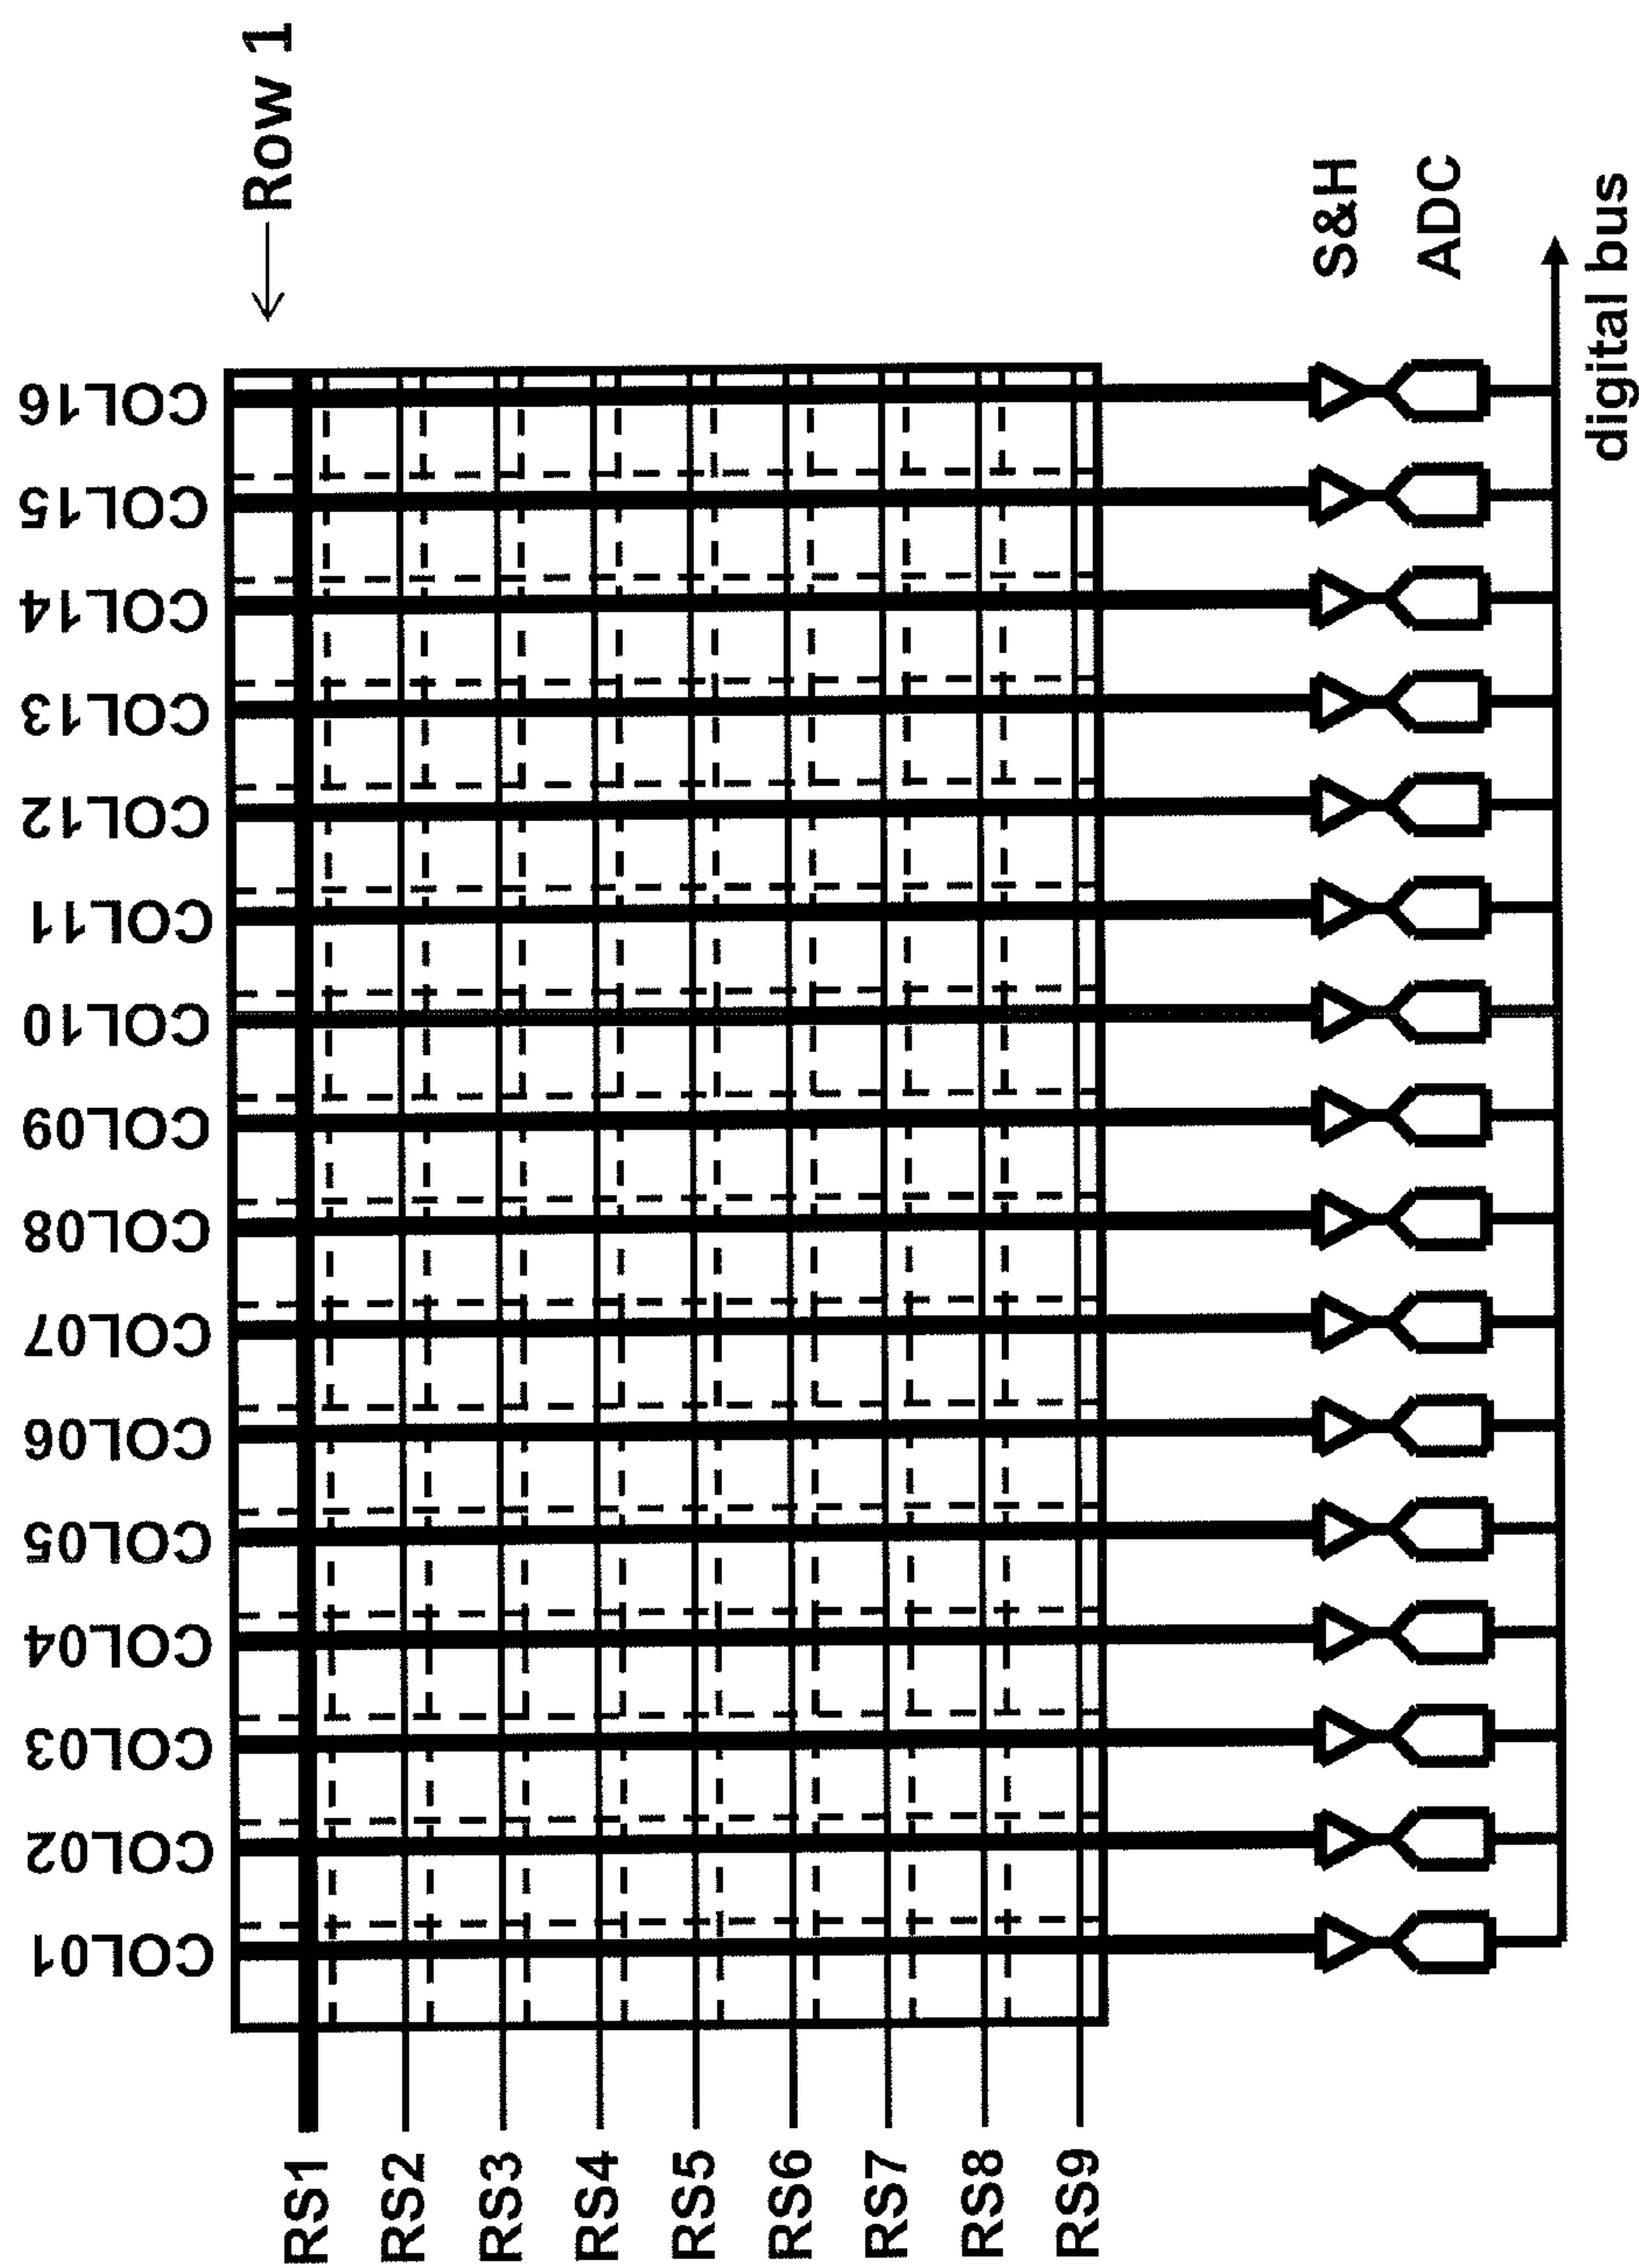 Row 1
COL16
COL15
COL14
COL13
COL12
COL11
COL10
COL09
COL08
COL07
COL06
COL05
COL04
COL03
COL02
COL01
S&H
ADC
digital bus
RS1
RS2
RS3
RS4
RS5
RS6
RS7
RS8
RS9